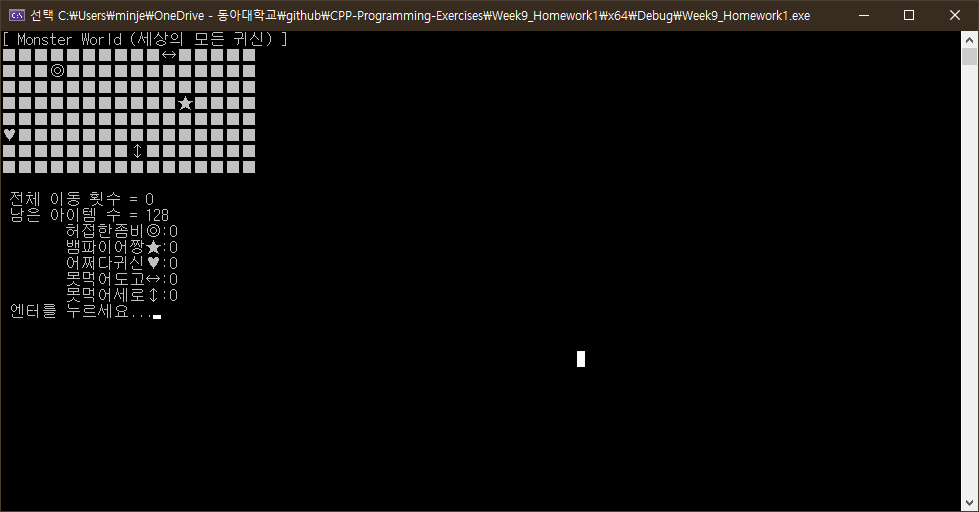 선택 C:₩Users₩minje₩OneDrive - 동아대학교₩github₩CPP-Programming-Exercises₩Week9_Homework1₩x64₩Debug₩Week9_Homework1.exe
[ Monster World (세상의 모든 귀신) ]
■■■■■■■■■■↔■■■■■
■■■◎■■■■■■■■■■■■
■■■■■■■■■■■■■■■■
■■■■■■■■■■■★■■■■
■■■■■■■■■■■■■■■■
♥■■■■■■■■■■■■■■■
■■■■■■■■↕■■■■■■■
■■■■■■■■■■■■■■■■
전체 이동 횟수 = 0
남은 아이템 수 = 128
허접한좀비◎:0
뱀파이어짱★:0
어쩌다귀신♥:0
못먹어도고↔:0
못먹어세로↕:0
엔터를 누르세요...